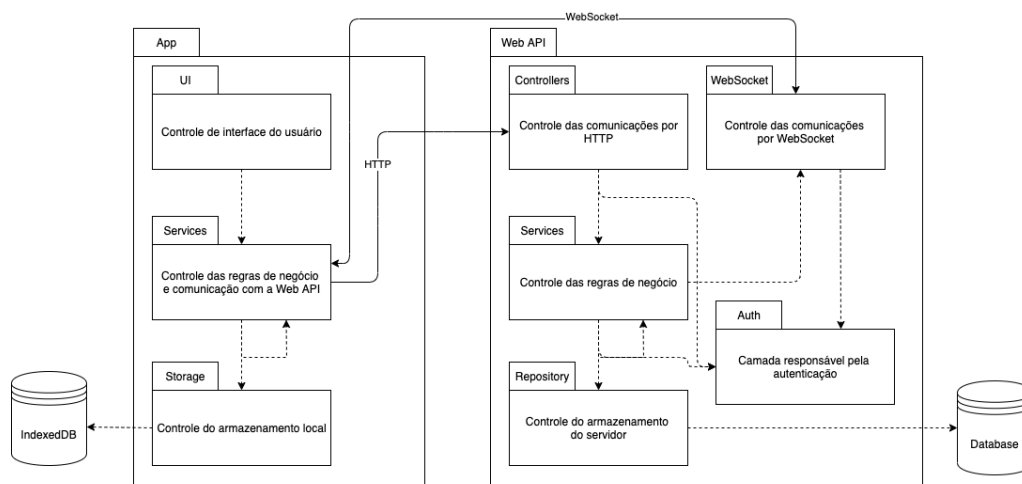 WebSocket
App
Web API
UI
Controle de interface do usuário
HTTP
Services
Controle das regras de negócio
e comunicação com a Web API
Storage
Controle do armazenamento local
IndexedDB
Controllers
Controle das comunicações por
HTTP
WebSocket
Controle das comunicações
por WebSocket
Services
Controle das regras de negócio
Auth
Camada responsável pela
autenticação
Repository
Controle do armazenamento
do servidor
Database